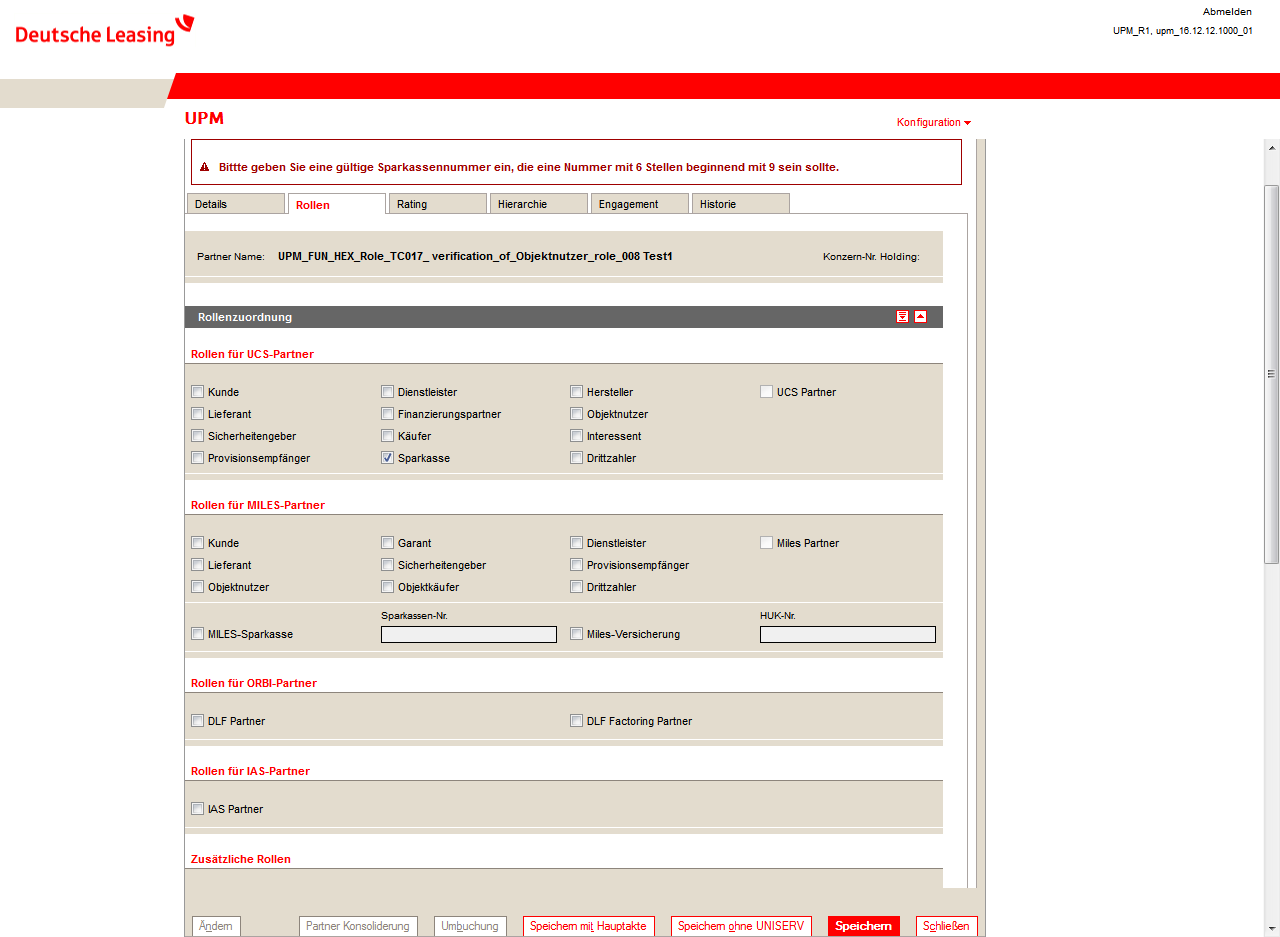 Deutsche Leasing
Abmelden
UPM_R1, upm_16.12.12.1000_01
UPM
Konfiguration
Bittte geben Sie eine gültige Sparkassennummer ein, die eine Nummer mit 6 Stellen beginnend mit 9 sein sollte.
Details Rollen Rating Hierarchie Engagement Historie
Partner Name: UPM_FUN_HEX_Role_TC017_ verification_of_Objektnutzer_role_008 Test1 Konzern-Nr. Holding:
Rollenzuordnung
Rollen für UCS-Partner
Kunde Dienstleister Hersteller UCS Partner
Lieferant Finanzierungspartner Objektnutzer
Sicherheitengeber Käufer Interessent
Provisionsempfänger Sparkasse Drittzahler
Rollen für MILES-Partner
Kunde Garant Dienstleister Miles Partner
Lieferant Sicherheitengeber Provisionsempfänger
Objektnutzer Objektkäufer Drittzahler
Sparkassen-Nr. HUK-Nr.
MILES-Sparkasse Miles-Versicherung
Rollen für ORBI-Partner
DLF Partner DLF Factoring Partner
Rollen für IAS-Partner
IAS Partner
Zusätzliche Rollen
Ändern Partner Konsoliderung Umbuchung Speichern mit Hauptakte Speichern ohne UNISERV Speichern Schließen